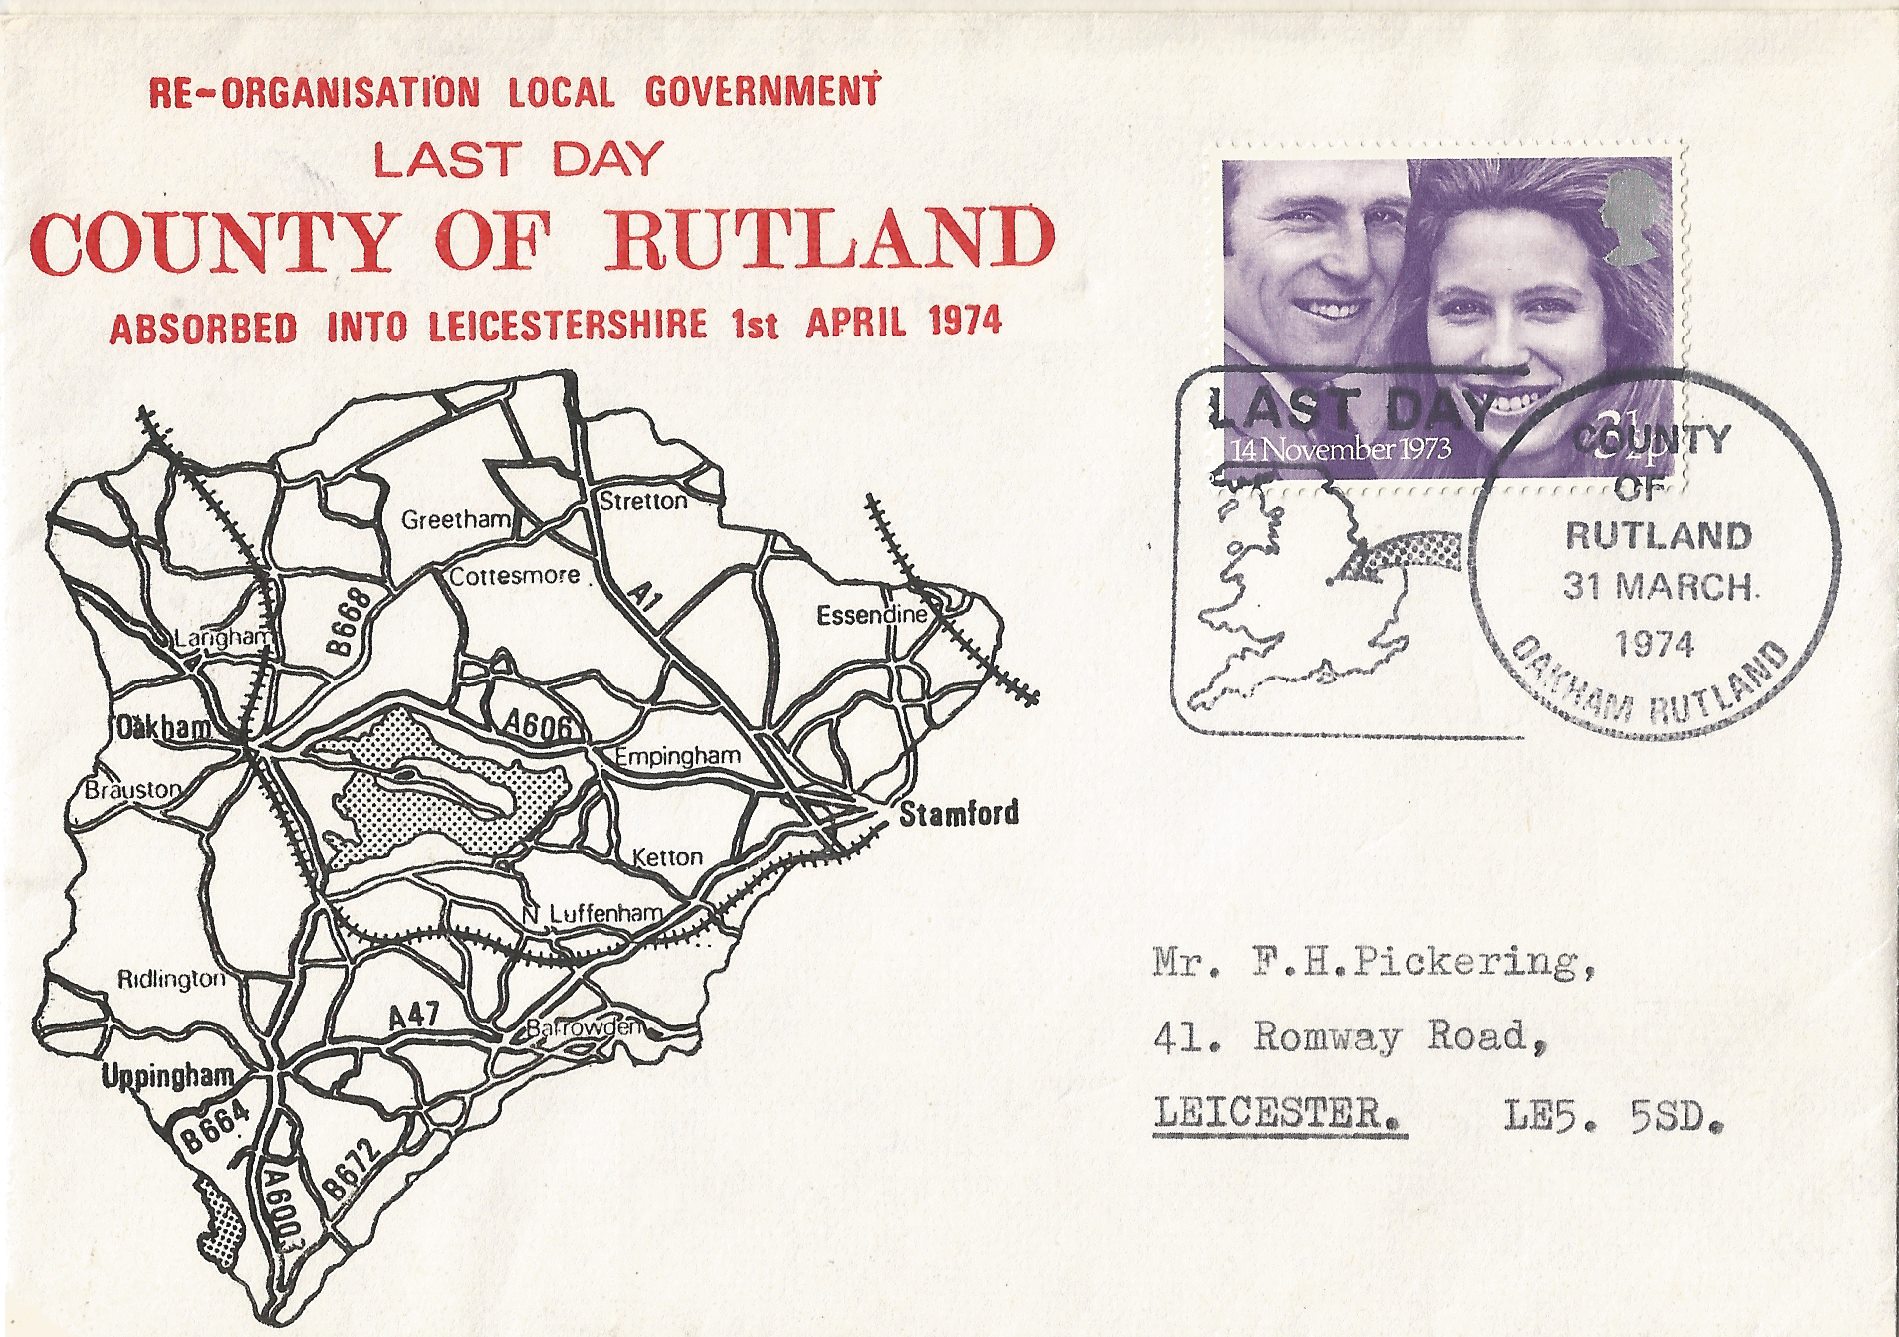 RE-ORGANISATION LOCAL GOVERNMENT
LAST DAY
COUNTY OF RUTLAND
ABSORBED INTO LEICESTERSHIRE 1st APRIL 1974
14 November 1973
3½p
LAST DAY
COUNTY
OF
RUTLAND
31 MARCH.
1974
OAKHAM RUTLAND
Stretton
Greetham
Cottesmore
A1
B668
Essendine
Langham
Oakham
A606
Empingham
Brauston
Stamford
Ketton
N Luffenham
Ridlington
A47
Barrowden
Uppingham
B664
B672
A6003
Mr. F.H.Pickering,
41. Romway Road,
LEICESTER. LE5. 5SD.